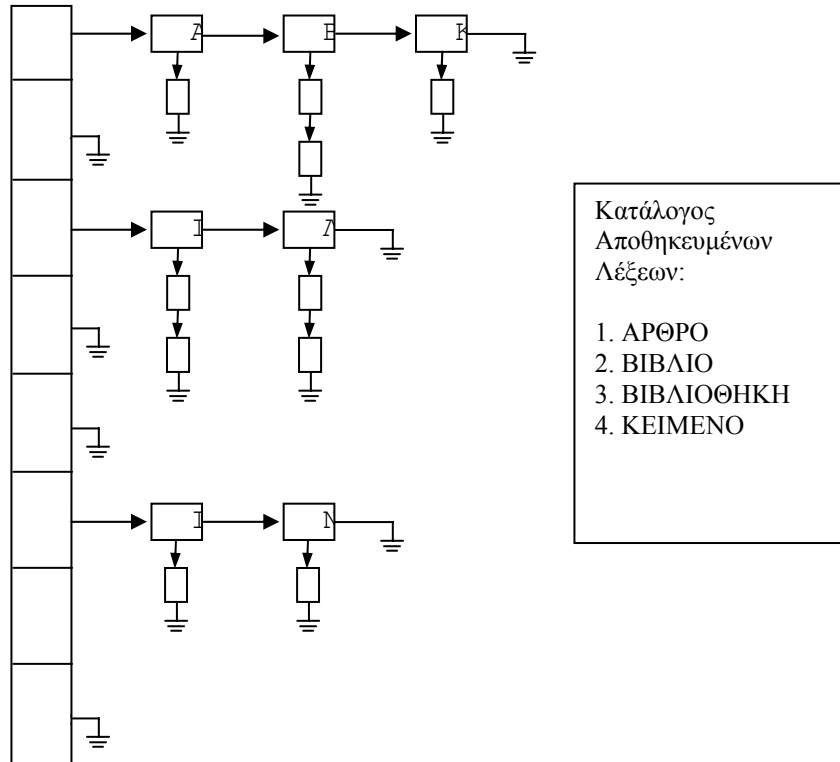 Α
Κ
Κατάλογος
Αποθηκευμένων
Λέξεων:
1. ΑΡΘΡΟ
2. ΒΙΒΛΙΟ
3. ΒΙΒΛΙΟΘΗΚΗ
4. ΚΕΙΜΕΝΟ